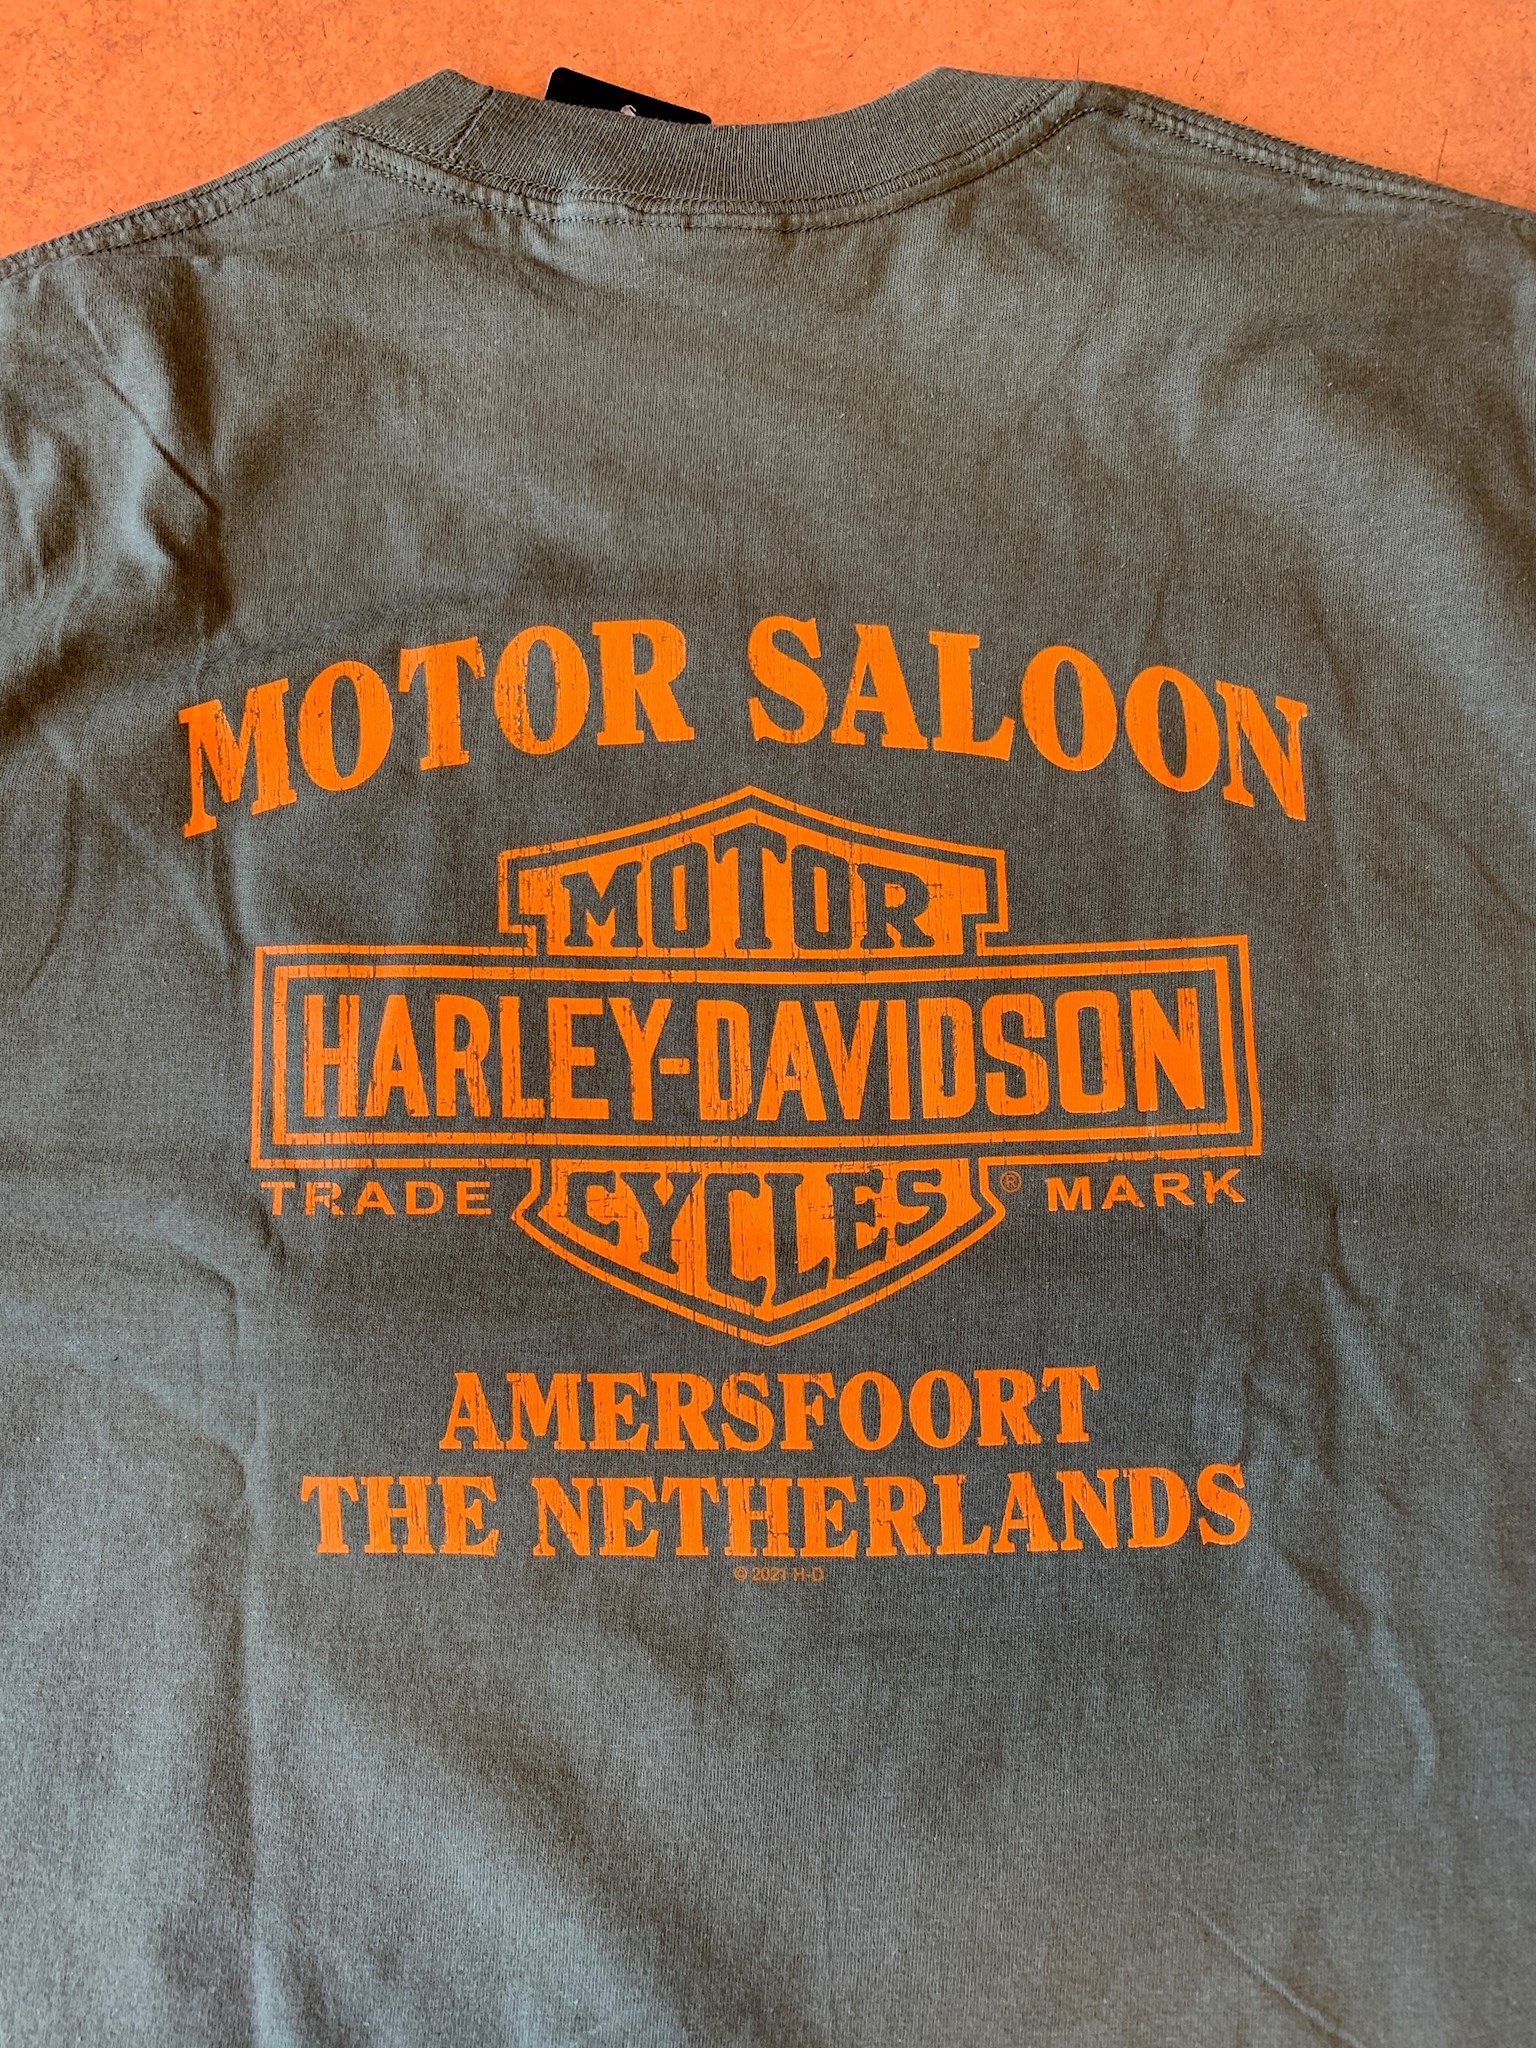 MOTOR SALOON
MOTOR
HARLEY-DAVIDSON
CYCLES
TRADE ® MARK
AMERSFOORT
THE NETHERLANDS
© 2021 H-D